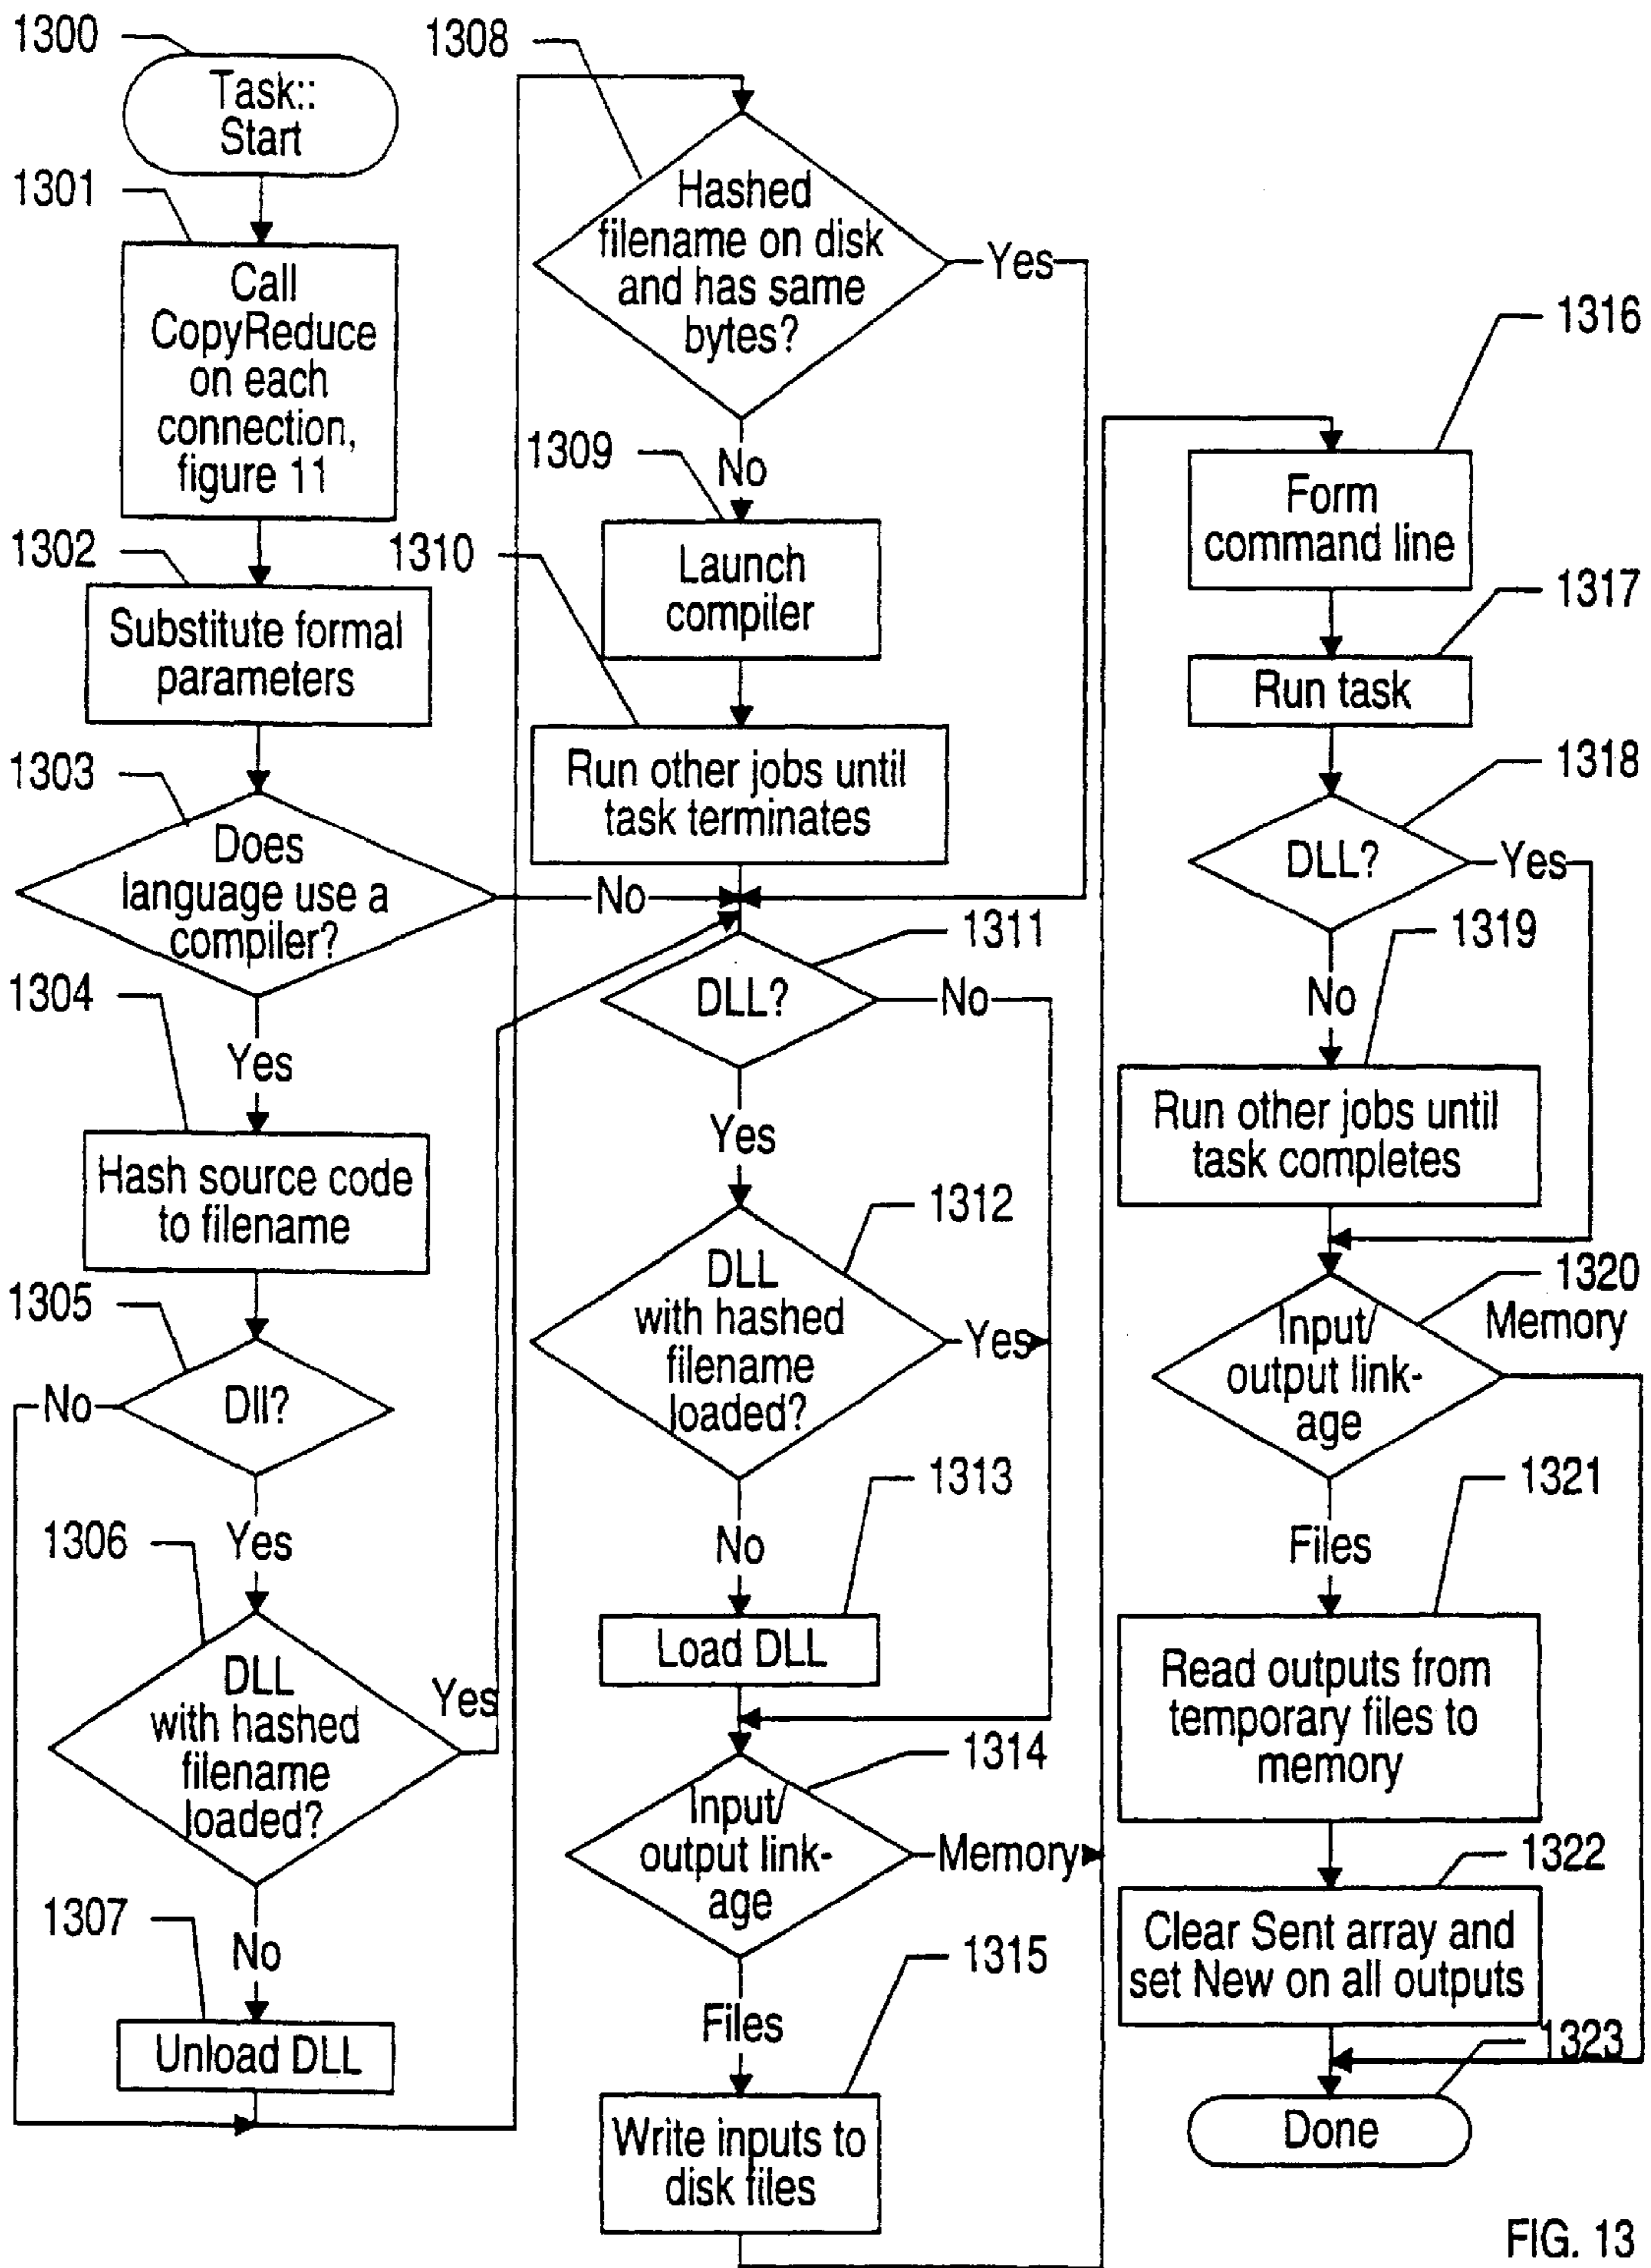 1300
Task::
Start
1301
Call
CopyReduce
on each
connection,
figure 11
1302
Substitute formal
parameters
1303
Does
language use a
compiler?
No
Yes
1304
Hash source code
to filename
1305
Dll?
No
Yes
1306
DLL
with hashed
filename
loaded?
Yes
No
1307
Unload DLL
1308
Hashed
filename on disk
and has same
bytes?
Yes
No
1309
Launch
compiler
1310
Run other jobs until
task terminates
1311
DLL?
No
Yes
1312
DLL
with hashed
filename
loaded?
Yes
No
1313
Load DLL
1314
Input/
output link-
age
Memory
Files
1315
Write inputs to
disk files
1316
Form
command line
1317
Run task
1318
DLL?
Yes
No
1319
Run other jobs until
task completes
1320
Input/
output link-
age
Memory
Files
1321
Read outputs from
temporary files to
memory
1322
Clear Sent array and
set New on all outputs
1323
Done
FIG. 13